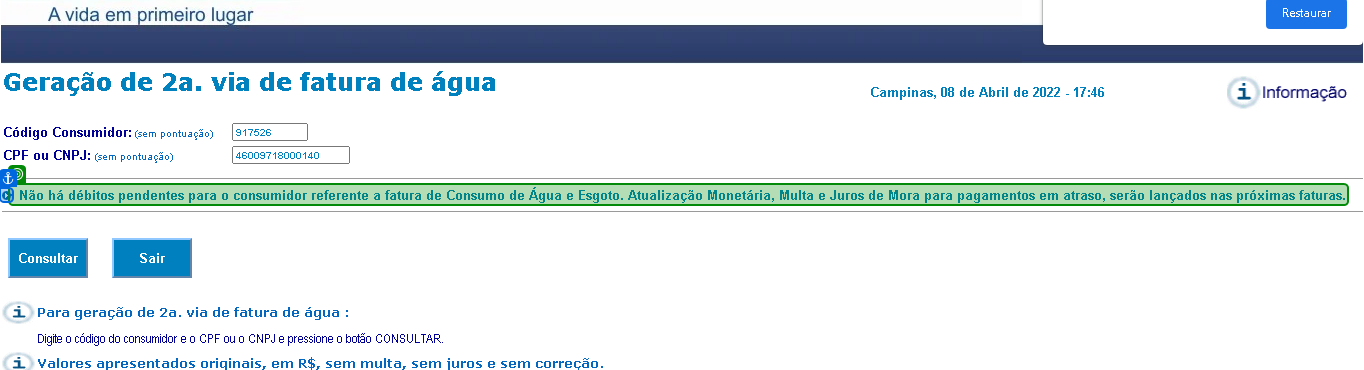 A vida em primeiro lugar
Restaurar
Geração de 2a. via de fatura de água
Campinas, 08 de Abril de 2022 - 17:46
Informação
Código Consumidor: (sem pontuação) 917526
CPF ou CNPJ: (sem pontuação) 46009718000140
Não há débitos pendentes para o consumidor referente a fatura de Consumo de Água e Esgoto. Atualização Monetária, Multa e Juros de Mora para pagamentos em atraso, serão lançados nas próximas faturas.
Consultar Sair
Para geração de 2a. via de fatura de água :
Digite o código do consumidor e o CPF ou o CNPJ e pressione o botão CONSULTAR.
Valores apresentados originais, em R$, sem multa, sem juros e sem correção.